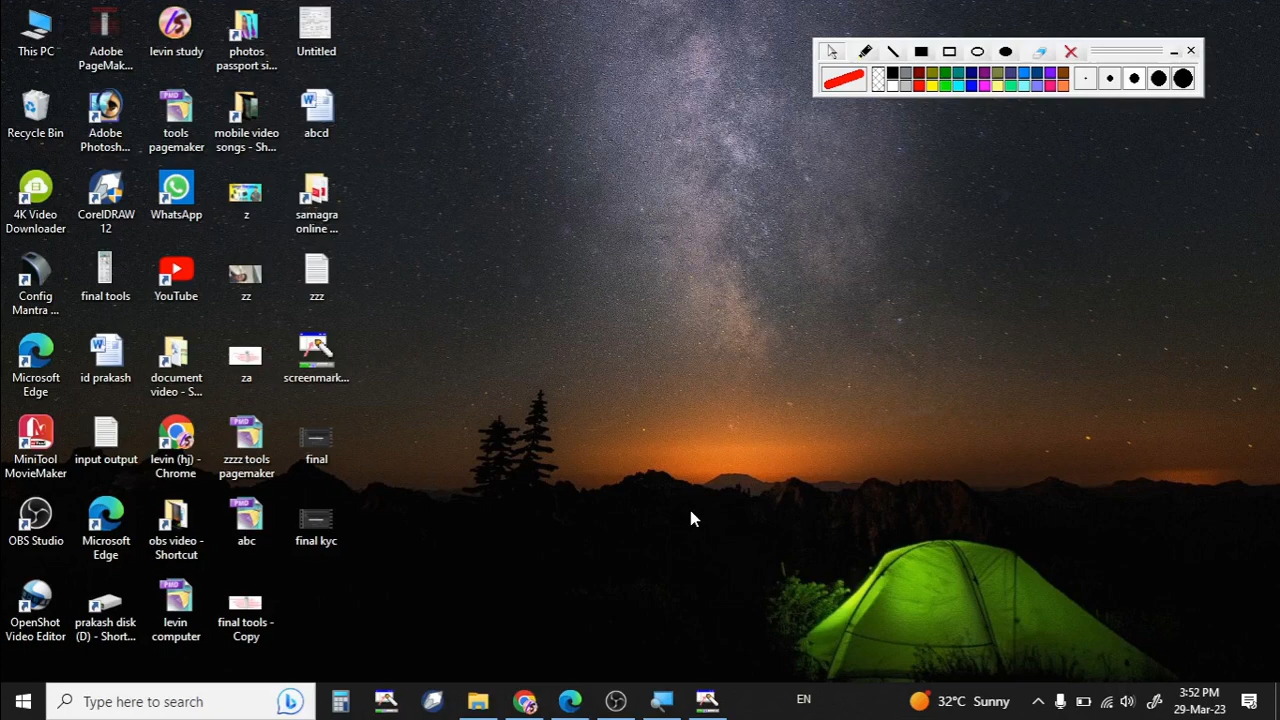 This PC
Adobe
PageMak...
levin study
photos
passport si...
Untitled
Recycle Bin
Adobe
Photosh...
tools
pagemaker
mobile video
songs - Sh...
abcd
4K Video
Downloader
CorelDRAW
12
WhatsApp
z
samagra
online ...
Config
Mantra ...
final tools
YouTube
zz
zzz
Microsoft
Edge
id prakash
document
video - S...
za
screenmark...
MiniTool
MovieMaker
input output
levin (hj) -
Chrome
zzzz tools
pagemaker
final
OBS Studio
Microsoft
Edge
obs video -
Shortcut
abc
final kyc
OpenShot
Video Editor
prakash disk
(D) - Short...
levin
computer
final tools -
Copy
Type here to search
EN
32°C Sunny
3:52 PM
29-Mar-23